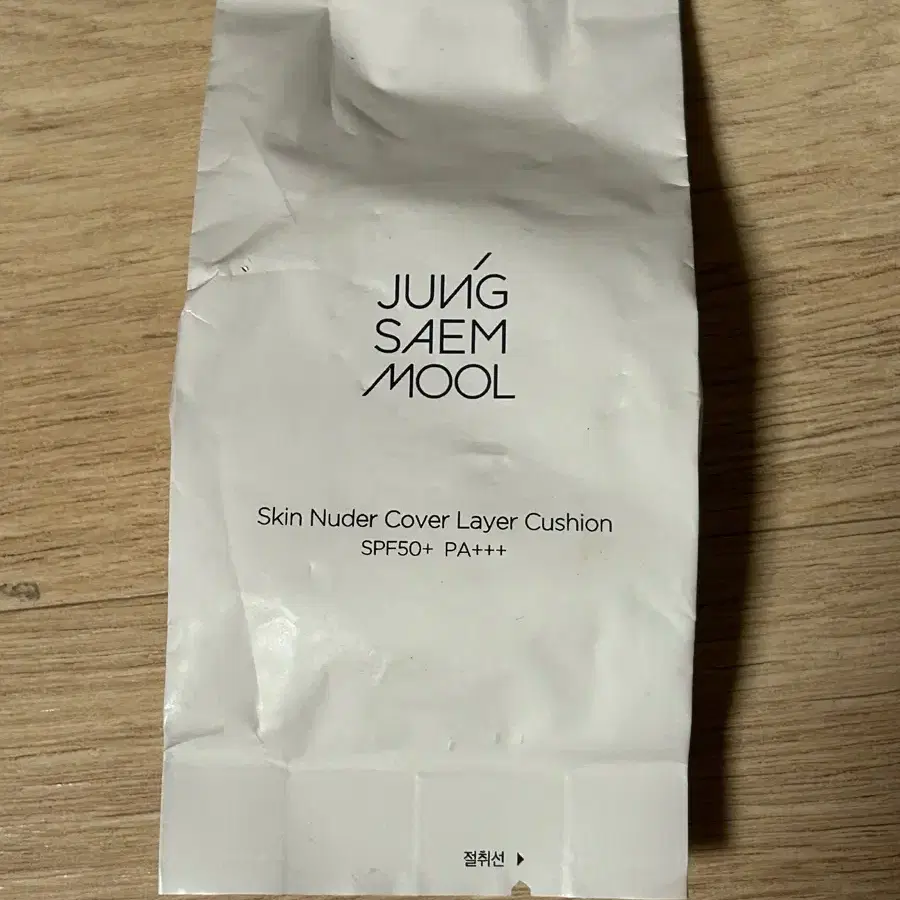 JUNG
SAEM
MOOL
Skin Nuder Cover Layer Cushion
SPF50+ PA+++
절취선 ▶